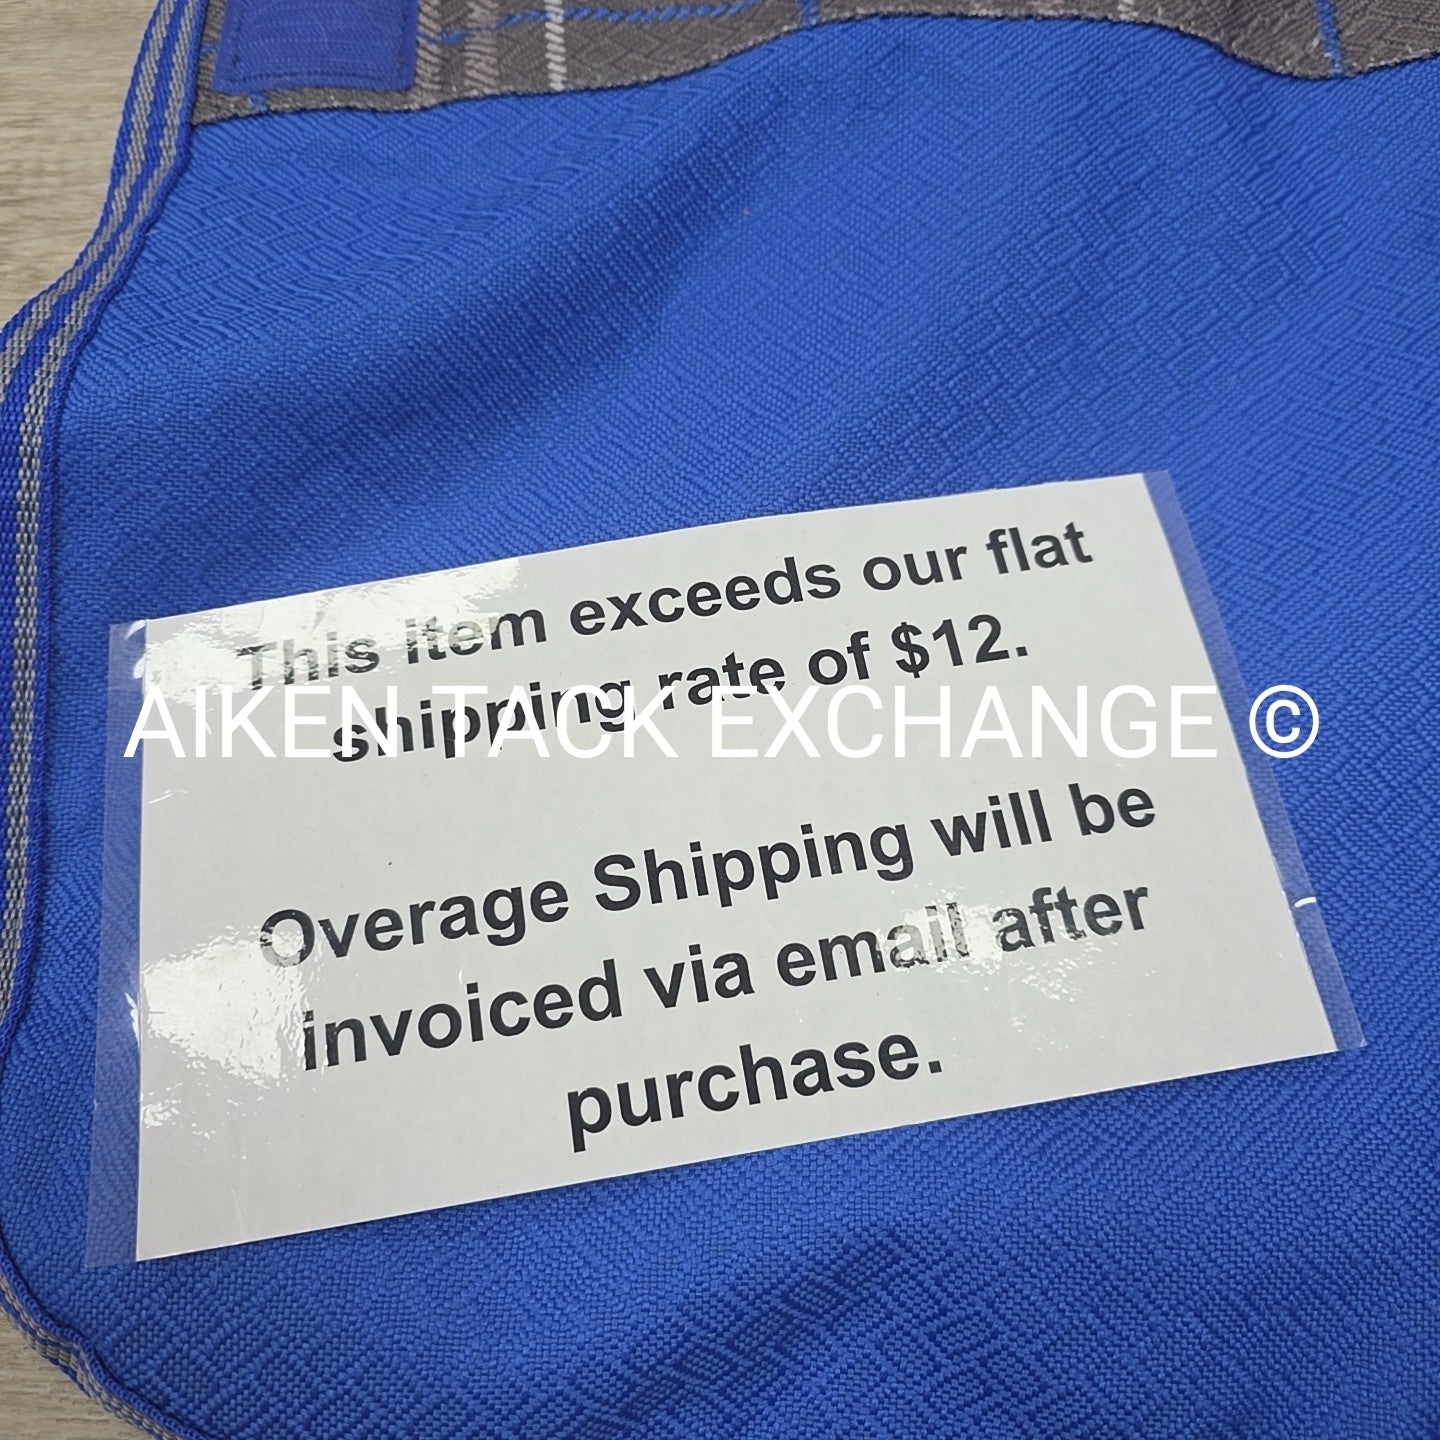 This item exceeds our flat
shipping rate of $12.
AIKEN TACK EXCHANGE ©
Overage Shipping will be
invoiced via email after
purchase.